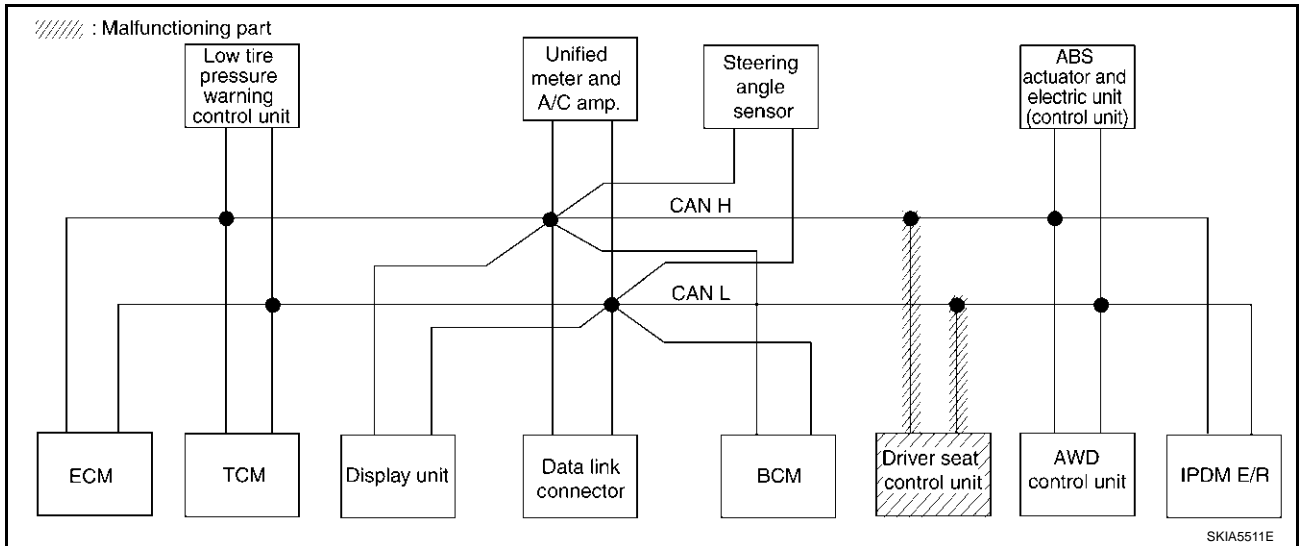 : Malfunctioning part
Low tire
pressure
warning
control unit
Unified
meter and
A/C amp.
Steering
angle
sensor
ABS
actuator and
electric unit
(control unit)
CAN H
CAN L
ECM
TCM
Display unit
Data link
connector
BCM
Driver seat
control unit
AWD
control unit
IPDM E/R
SKIA5511E